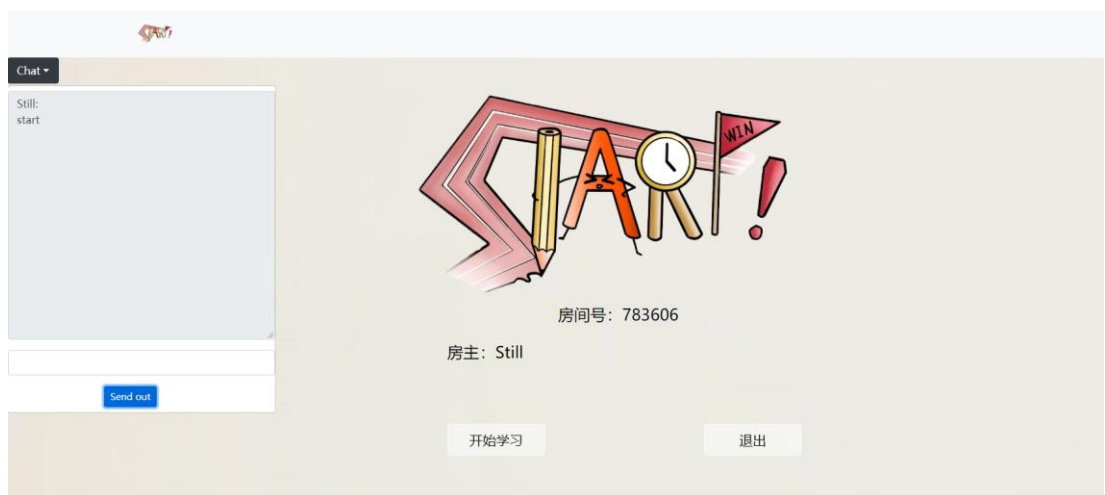 START!
Chat
Still:
start
Send out
START!
WIN
房间号：783606
房主：Still
开始学习
退出